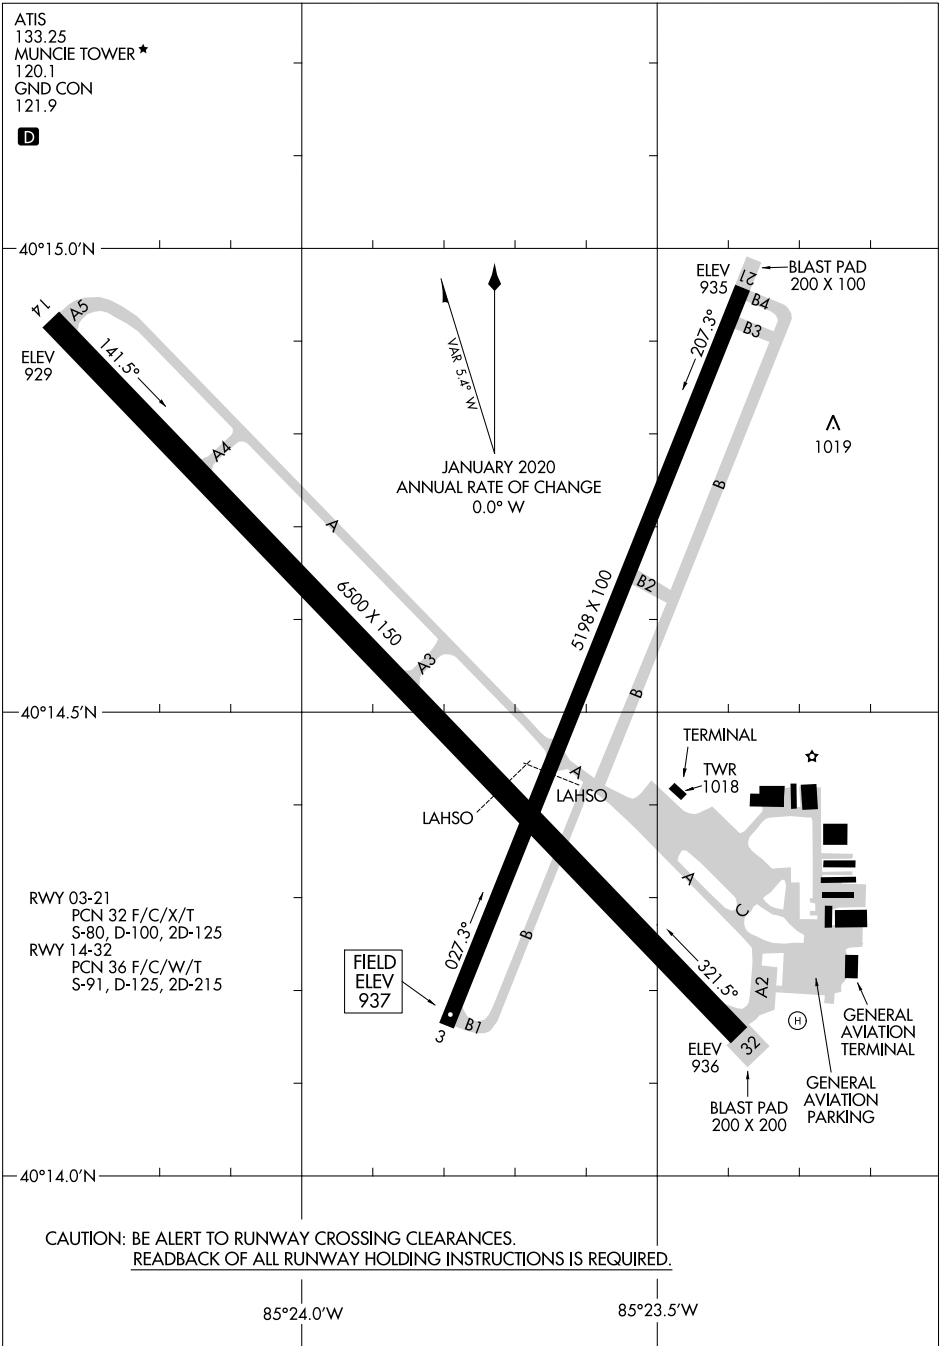 ATIS
133.25
MUNCIE TOWER ★
120.1
GND CON
121.9
D
40°15.0'N
ELEV
935
21
BLAST PAD
200 X 100
14
A5
ELEV
929
141.5°
VAR 5.4° W
207.3°
B4
B3
1019
A4
JANUARY 2020
ANNUAL RATE OF CHANGE
0.0° W
A
B
6500 X 150
5198 X 100
B2
A3
B
40°14.5'N
TERMINAL
TWR
1018
A
LAHSO
LAHSO
A
C
RWY 03-21
PCN 32 F/C/X/T
S-80, D-100, 2D-125
RWY 14-32
PCN 36 F/C/W/T
S-91, D-125, 2D-215
027.3°
B
FIELD
ELEV
937
321.5°
A2
3
B1
H
GENERAL
AVIATION
TERMINAL
ELEV
936
32
GENERAL
AVIATION
PARKING
BLAST PAD
200 X 200
40°14.0'N
CAUTION: BE ALERT TO RUNWAY CROSSING CLEARANCES.
READBACK OF ALL RUNWAY HOLDING INSTRUCTIONS IS REQUIRED.
85°24.0'W
85°23.5'W